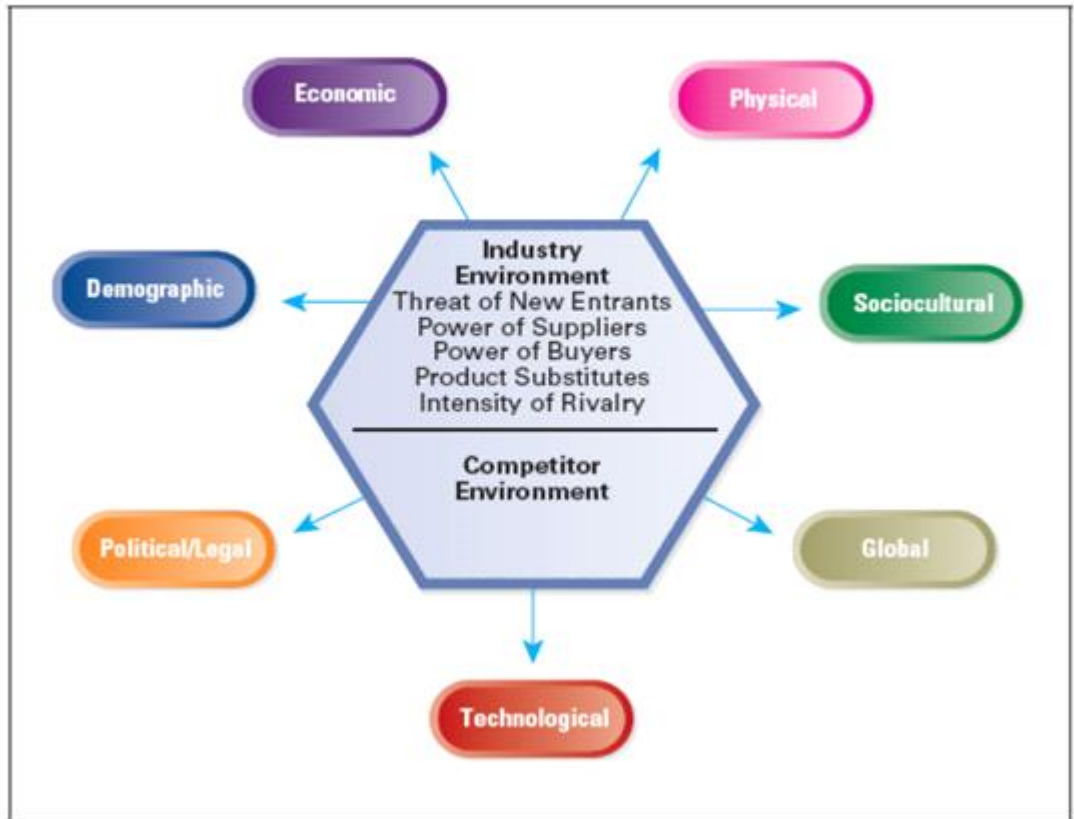 Economic
Physical
Industry
Environment
Threat of New Entrants
Power of Suppliers
Power of Buyers
Product Substitutes
Intensity of Rivalry
Demographic
Sociocultural
Competitor
Environment
Political/Legal
Global
Technological